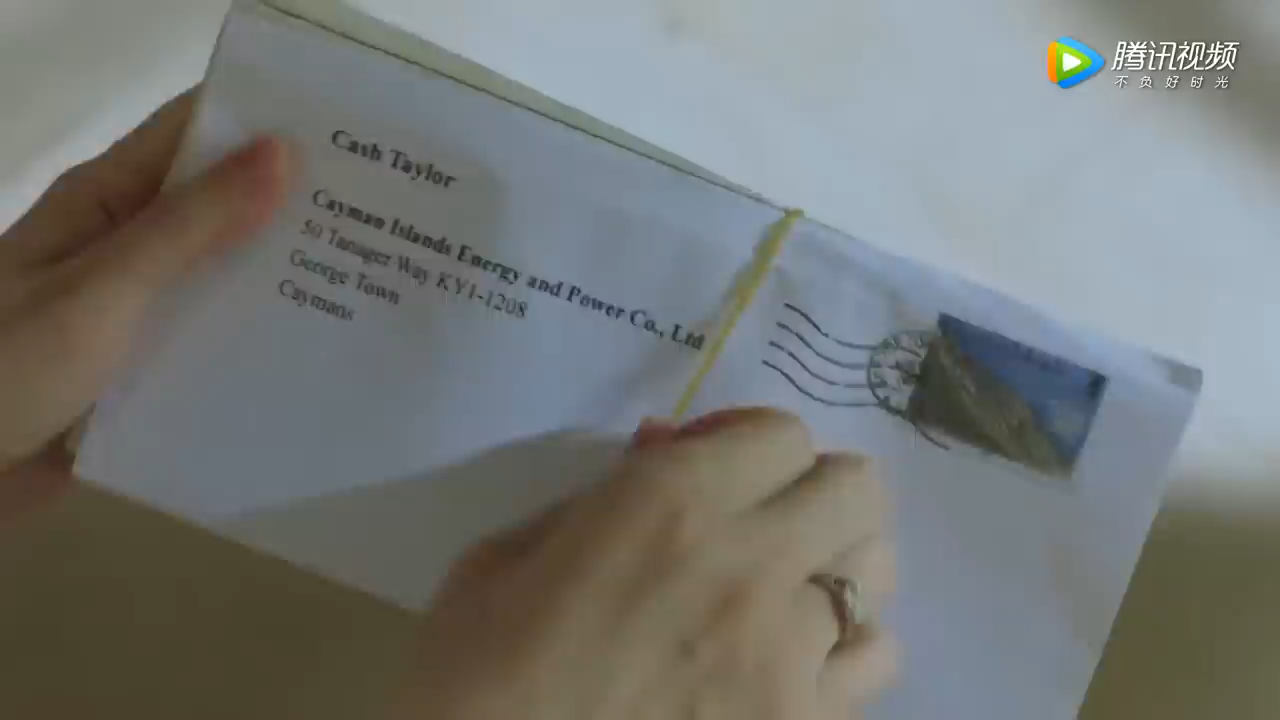 腾讯视频
不负好时光
Cash Taylor
Cayman Islands Energy and Power Co., Ltd
50 Tanager Way KY1-1208
George Town
Caymans